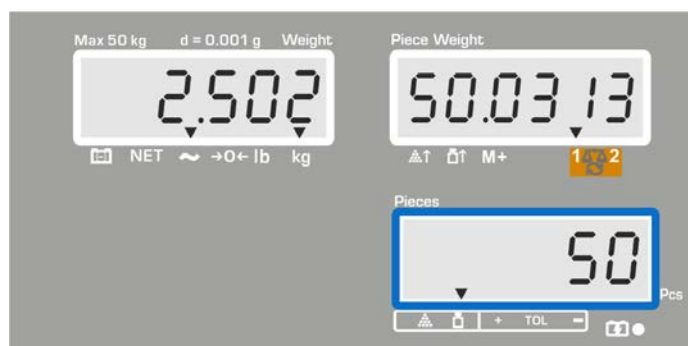 Max 50 kg d = 0.001 g Weight
2.502
NET →0← lb kg
Piece Weight
50.0313
M+
1 2
Pieces
50
Pcs
+ TOL -